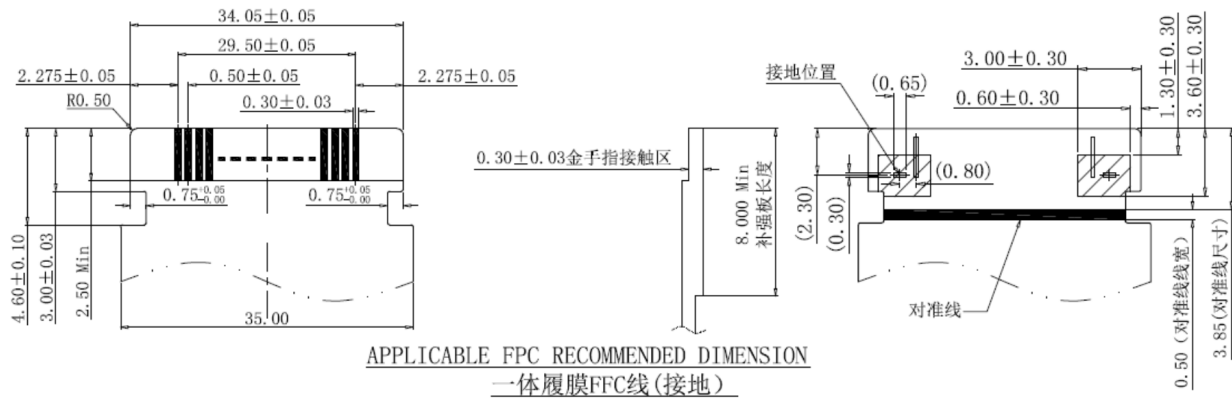 34.05±0.05
29.50±0.05
2.275±0.05
0.50±0.05
2.275±0.05
R0.50
0.30±0.03
0.75+0.05-0.00
0.75+0.05-0.00
4.60±0.10
3.00±0.03
2.50 Min
35.00
0.30±0.03金手指接触区
8.000 Min
补强板长度
接地位置
(0.65)
3.00±0.30
0.60±0.30
1.30±0.30
3.60±0.30
(0.80)
(2.30)
(0.30)
对准线
0.50(对准线线宽)
3.85(对准线尺寸)
APPLICABLE FPC RECOMMENDED DIMENSION
一体履膜FFC线(接地)